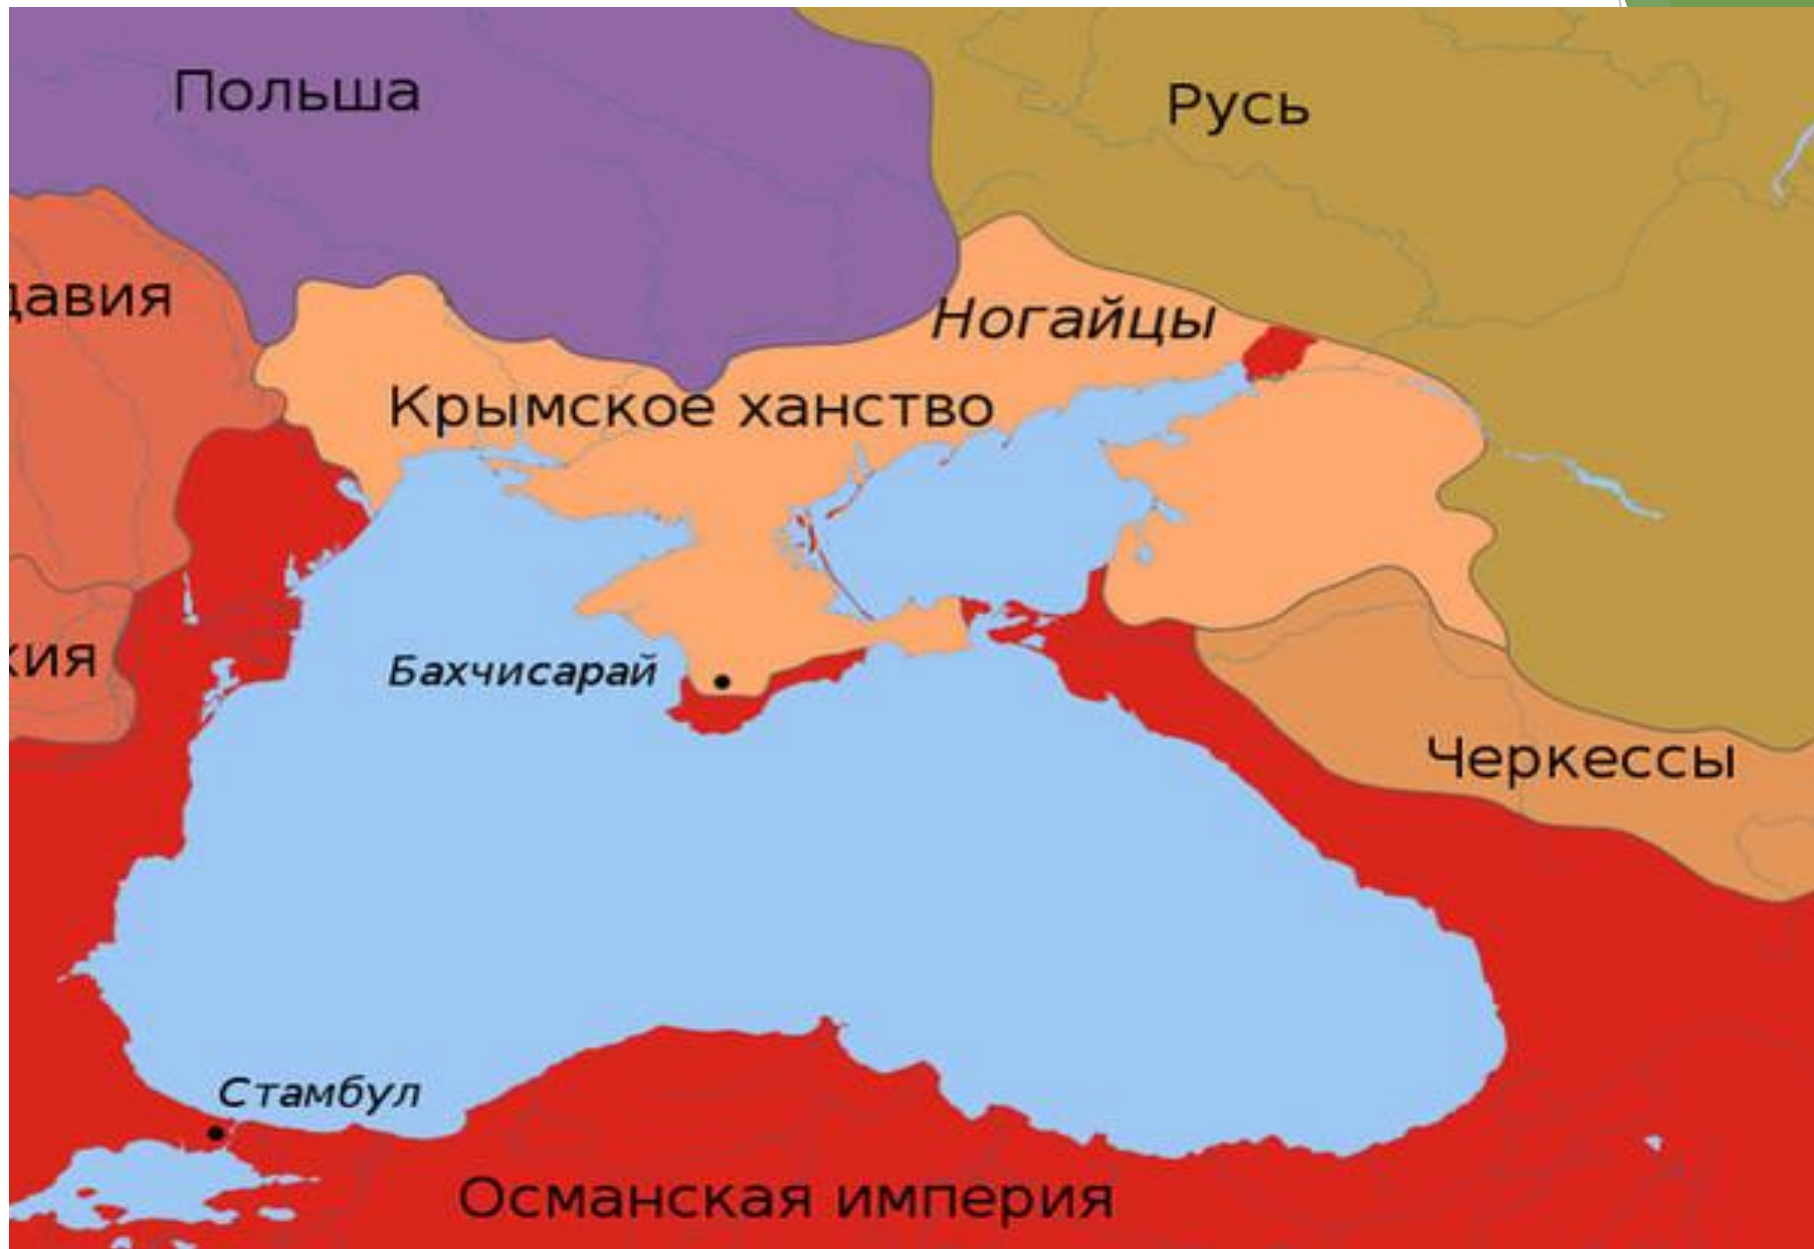 Польша
Русь
давия
Ногайцы
Крымское ханство
Бахчисарай
кия
Черкессы
Стамбул
Османская империя